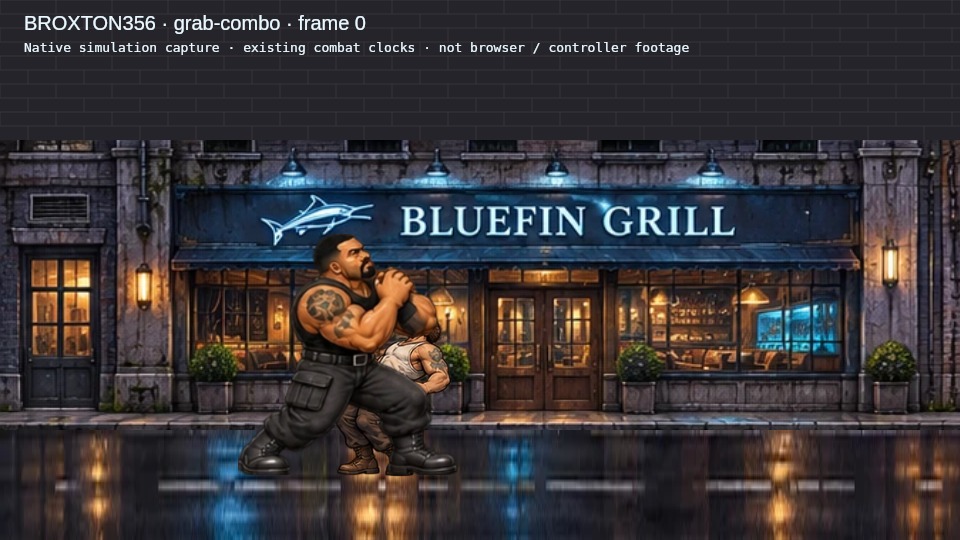 BROXTON356 · grab-combo · frame 0
Native simulation capture · existing combat clocks · not browser / controller footage
BLUEFIN GRILL